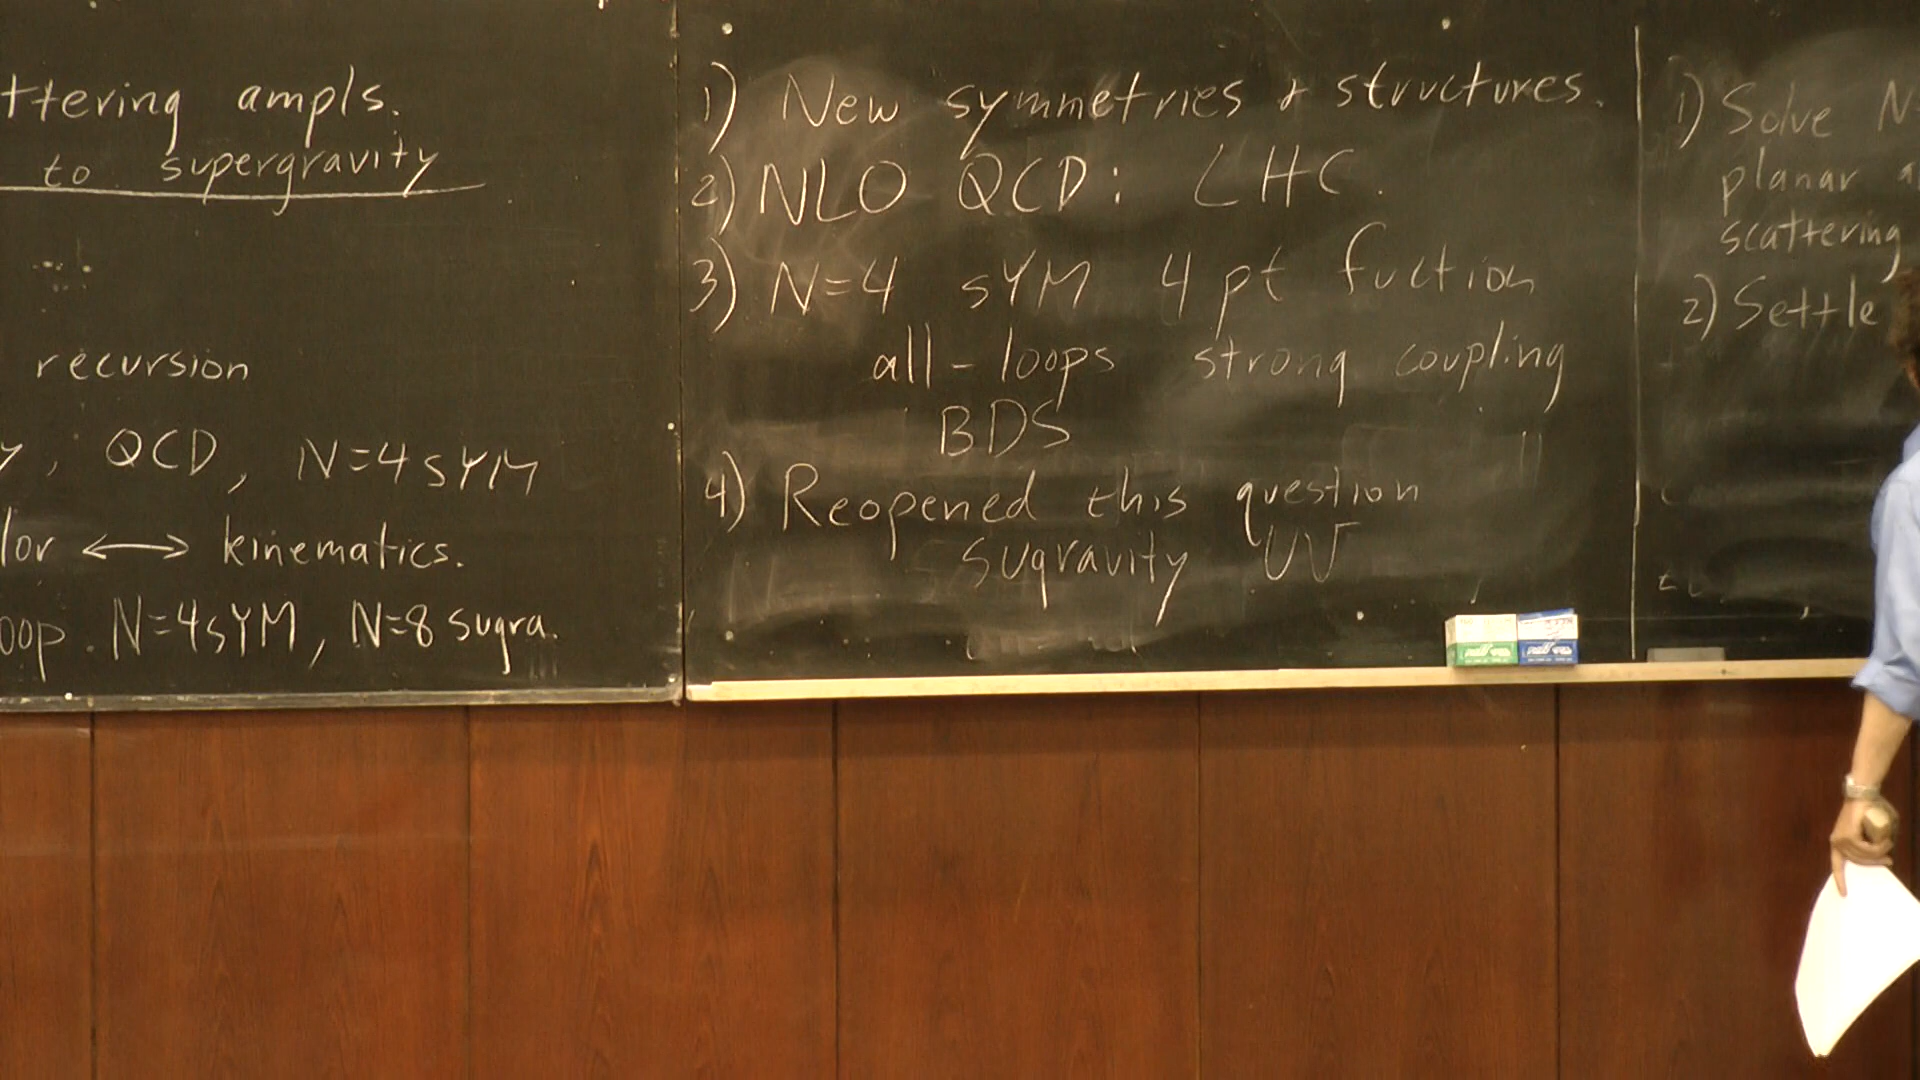 ttering ampls.
to supergravity
recursion
y, QCD, N=4 sYM
lor ⟷ kinematics.
oop. N=4sYM, N=8 sugra.
1) New symmetries & structures.
2) NLO QCD: LHC.
3) N=4 sYM 4 pt fuction
all-loops strong coupling
BDS
4) Reopened this question
sugravity UV
1) Solve N=
planar a
scattering
2) Settle